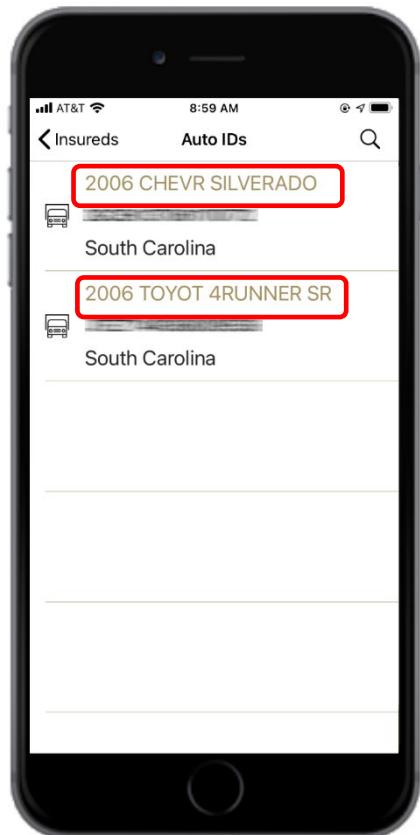 AT&T 8:59 AM
Insureds Auto IDs
2006 CHEVR SILVERADO
South Carolina
2006 TOYOT 4RUNNER SR
South Carolina